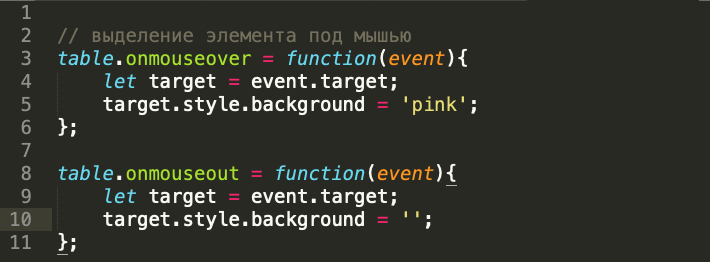 1
2 // выделение элемента под мышью
3 table.onmouseover = function(event){
4     let target = event.target;
5     target.style.background = 'pink';
6 };
7
8 table.onmouseout = function(event){
9     let target = event.target;
10     target.style.background = '';
11 };